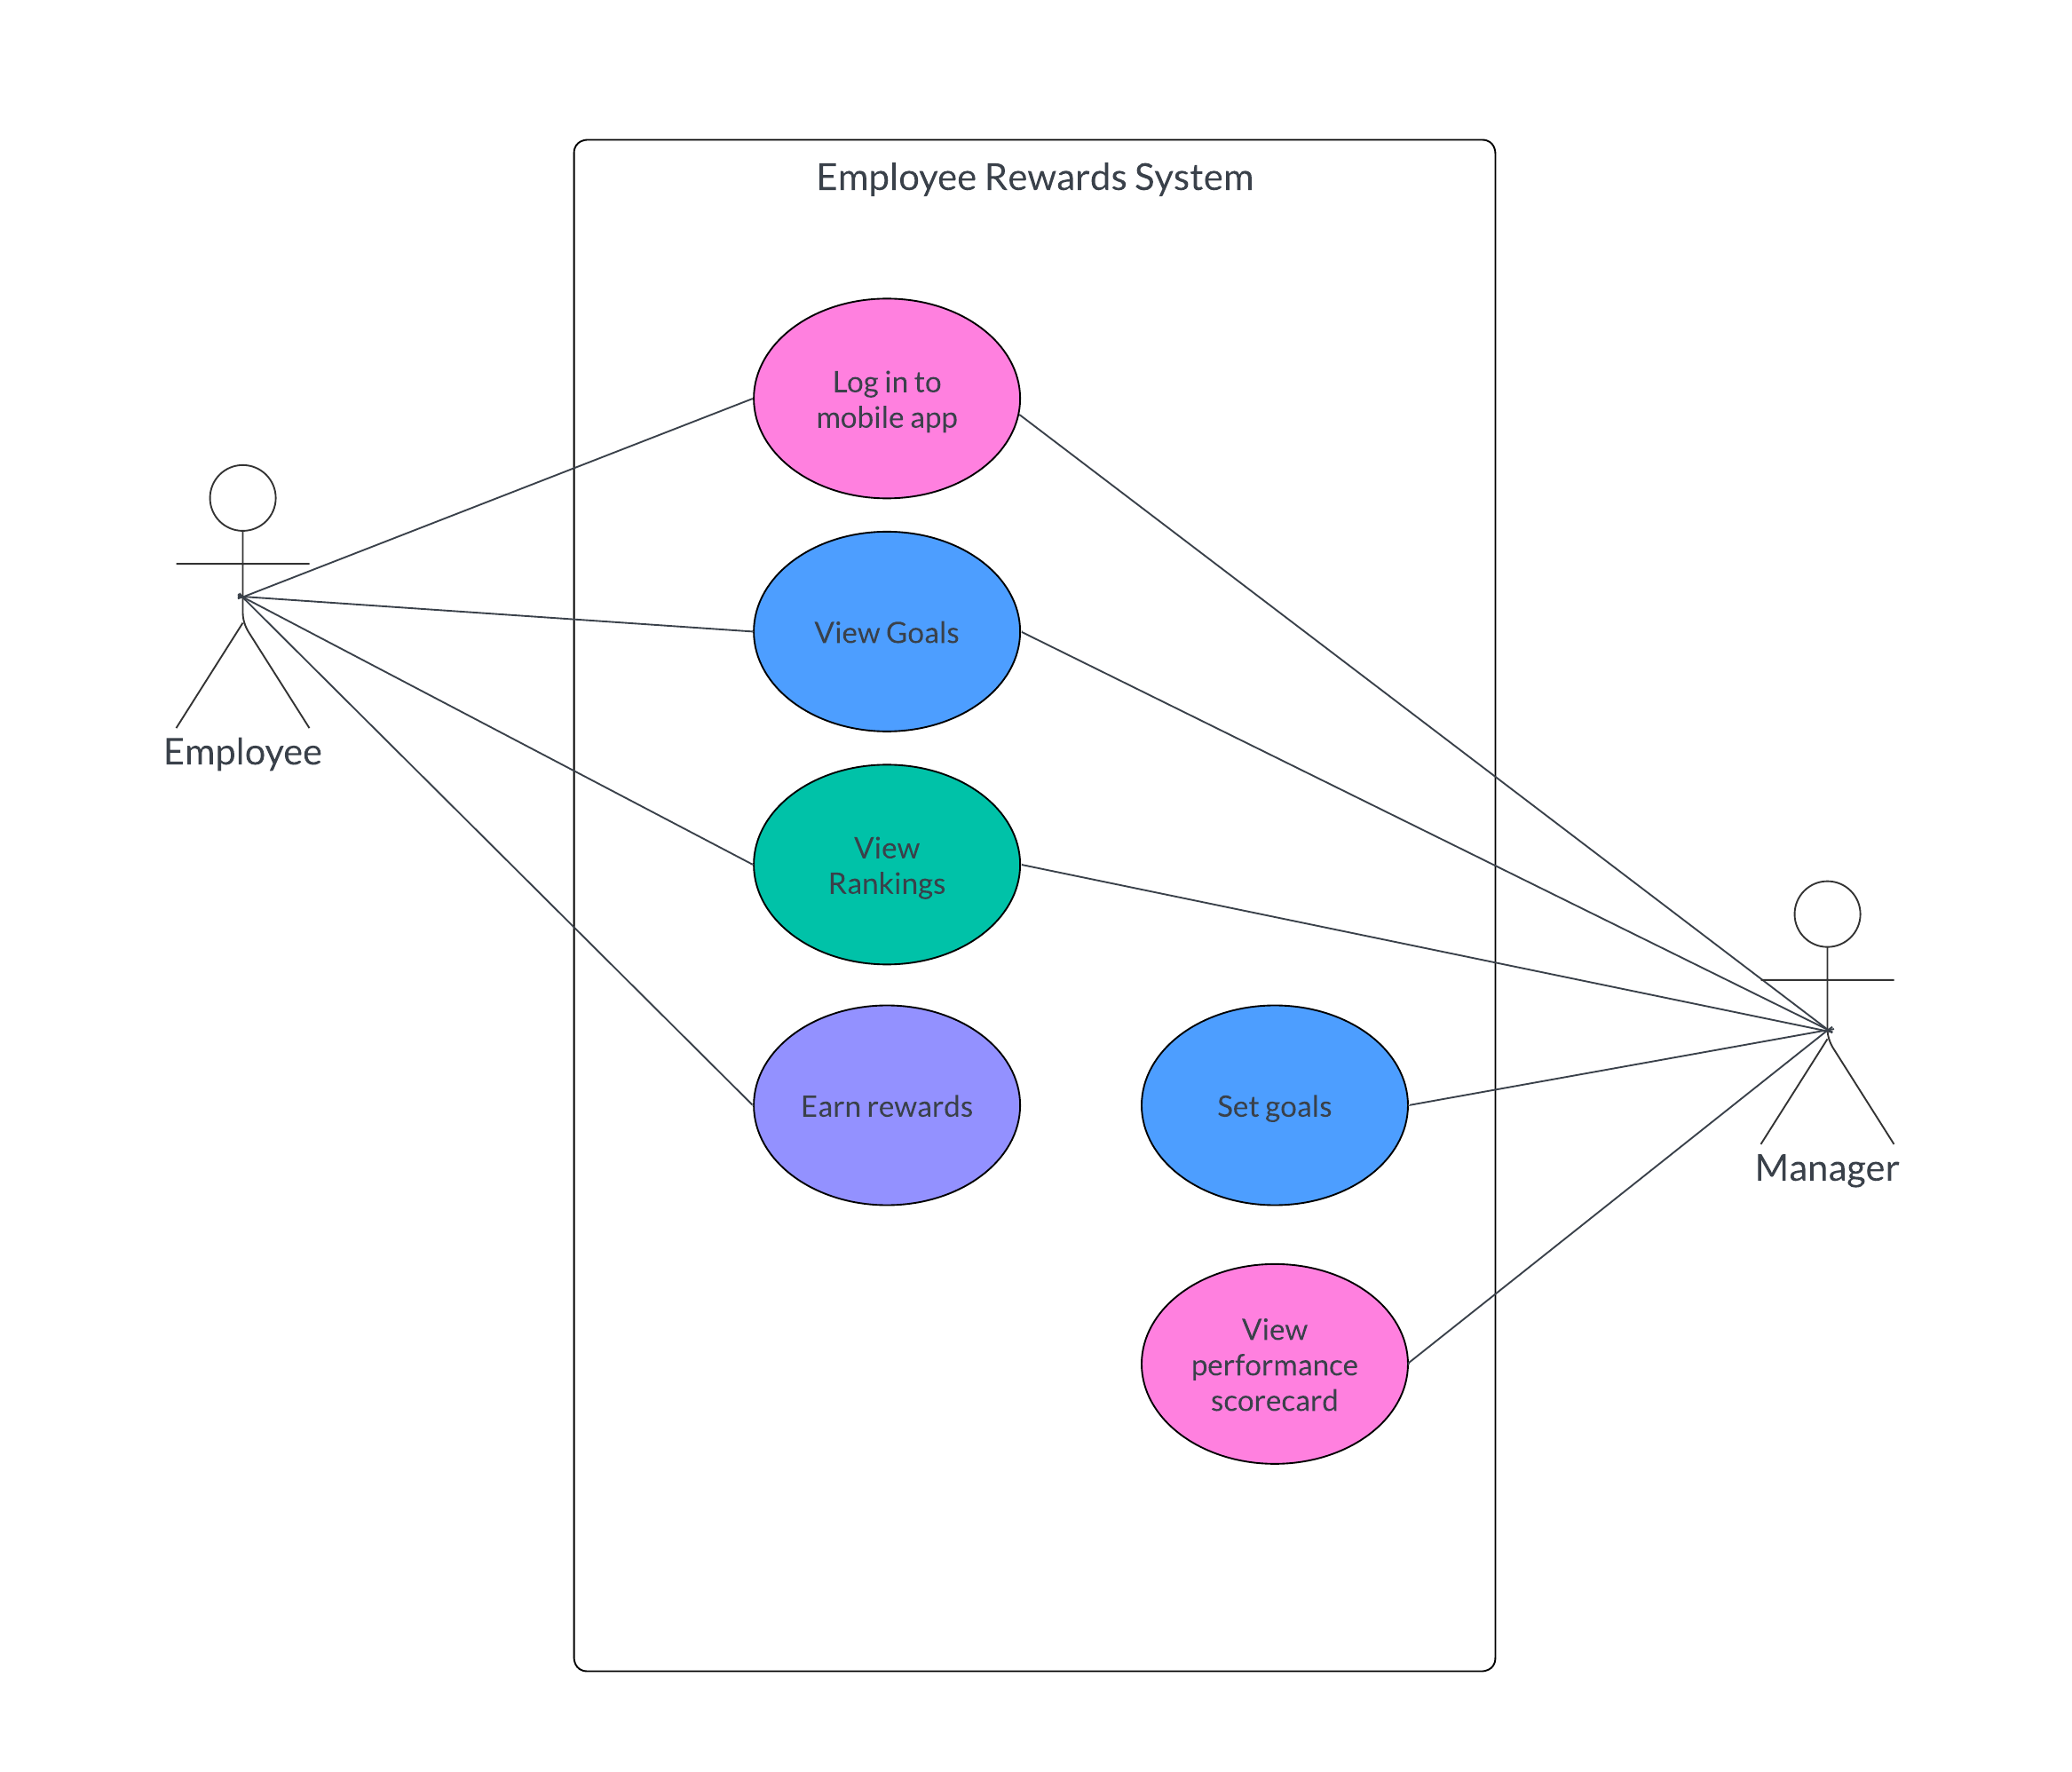 Employee Rewards System
Log in to
mobile app
View Goals
Employee
View
Rankings
Earn rewards
Set goals
Manager
View
performance
scorecard